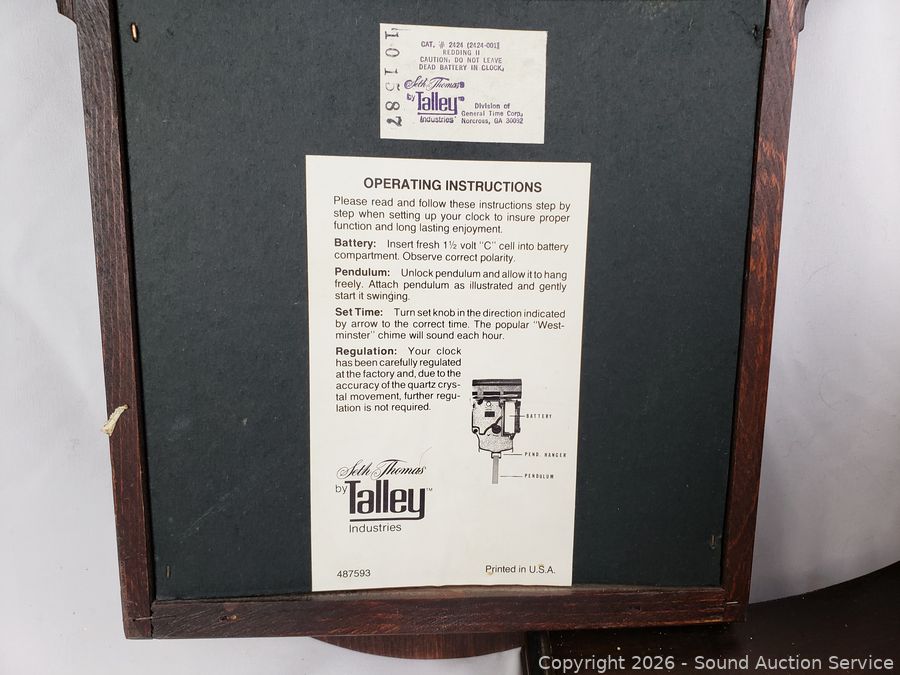 101587
CAT. # 2424 (2424-001)
REDDING II
CAUTION: DO NOT LEAVE
DEAD BATTERY IN CLOCK.
Seth Thomas®
by Talley™
Industries
Division of
General Time Corp.
Norcross, GA 30092
OPERATING INSTRUCTIONS
Please read and follow these instructions step by
step when setting up your clock to insure proper
function and long lasting enjoyment.
Battery: Insert fresh 1½ volt "C" cell into battery
compartment. Observe correct polarity.
Pendulum: Unlock pendulum and allow it to hang
freely. Attach pendulum as illustrated and gently
start it swinging.
Set Time: Turn set knob in the direction indicated
by arrow to the correct time. The popular "West-
minster" chime will sound each hour.
Regulation: Your clock
has been carefully regulated
at the factory and, due to the
accuracy of the quartz crys-
tal movement, further regu-
lation is not required.
BATTERY
PEND. HANGER
PENDULUM
Seth Thomas
by Talley™
Industries
487593
Printed in U.S.A.
Copyright 2026 - Sound Auction Service